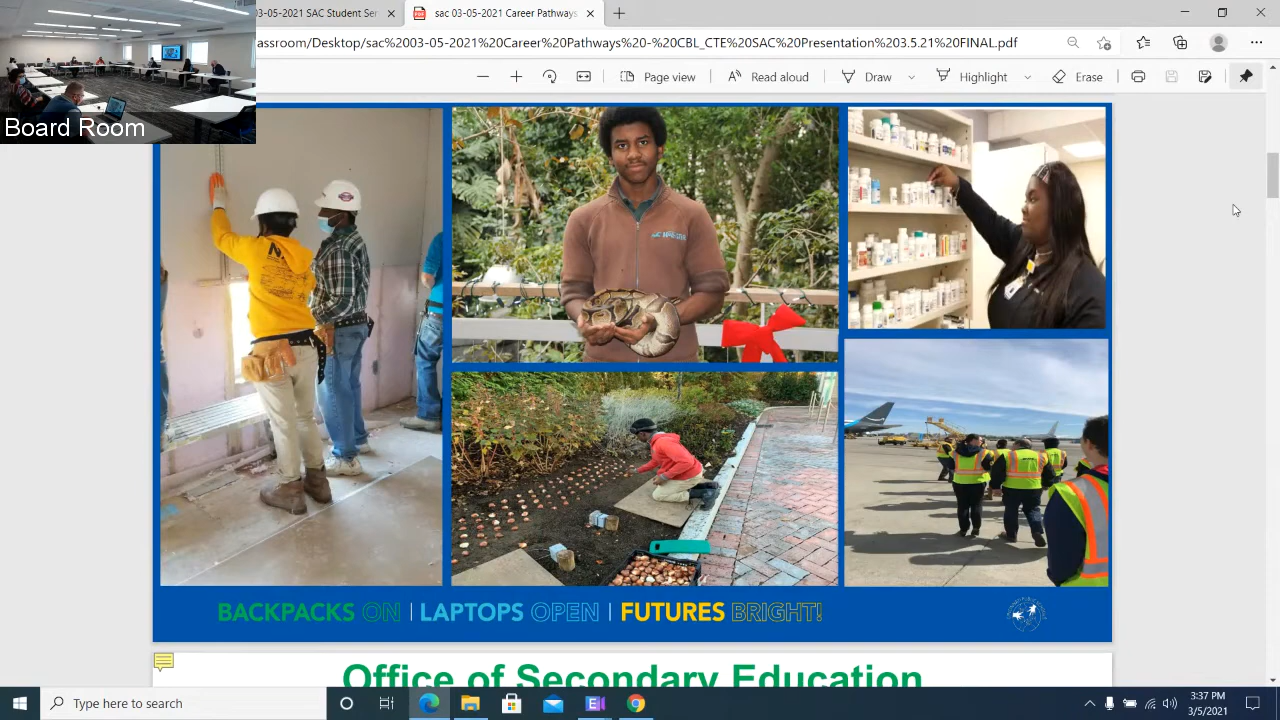 03-05-2021 SAC Student Ser
sac 03-05-2021 Career Pathways
assroom/Desktop/sac%2003-05-2021%20Career%20Pathways%20-%20CBL_CTE%20SAC%20Presentation%203.5.21%20FINAL.pdf
Page view
Read aloud
Draw
Highlight
Erase
Board Room
BACKPACKS ON | LAPTOPS OPEN | FUTURES BRIGHT!
Office of Secondary Education
Type here to search
3:37 PM
3/5/2021